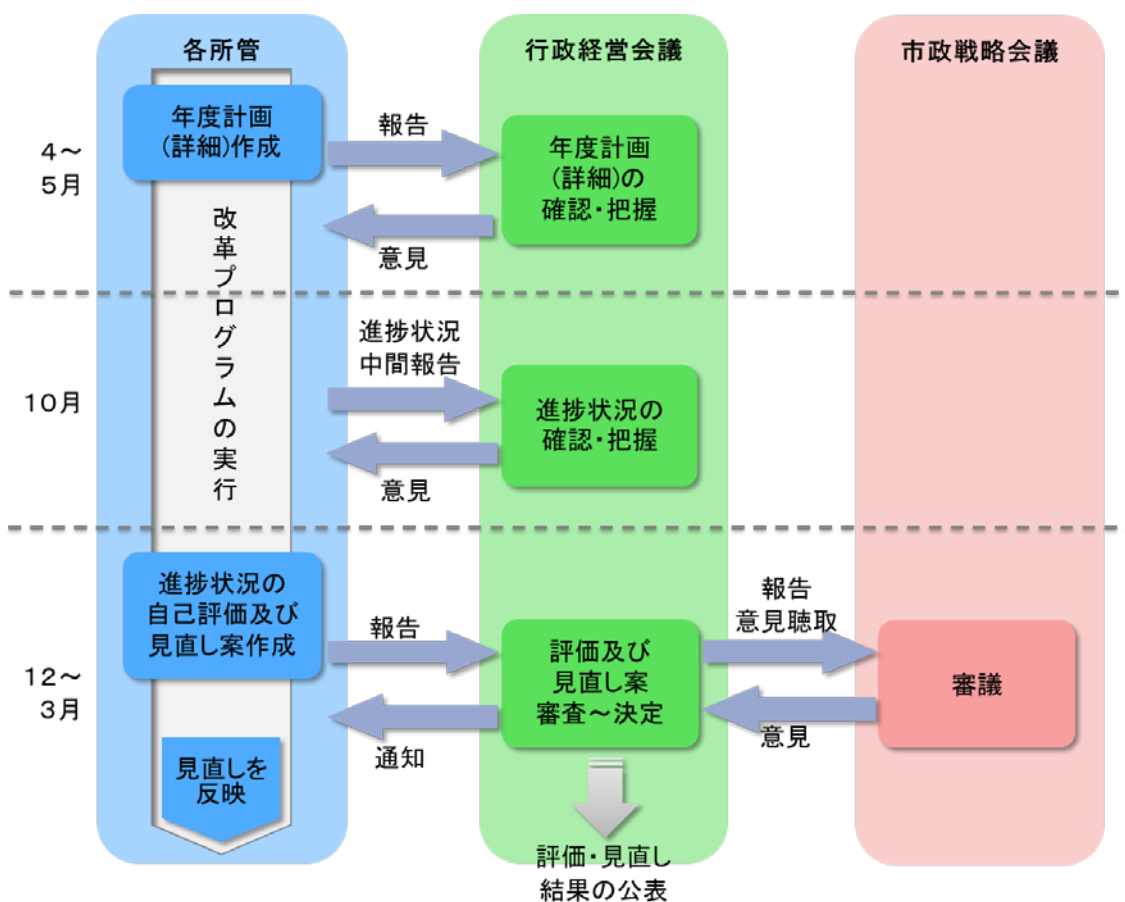 各所管
行政経営会議
市政戦略会議
4～
5月
年度計画
(詳細)作成
報告
年度計画
(詳細)の
確認・把握
意見
改革プログラムの実行
10月
進捗状況
中間報告
進捗状況の
確認・把握
意見
12～
3月
進捗状況の
自己評価及び
見直し案作成
報告
評価及び
見直し案
審査～決定
報告
意見聴取
審議
意見
通知
見直しを
反映
評価・見直し
結果の公表